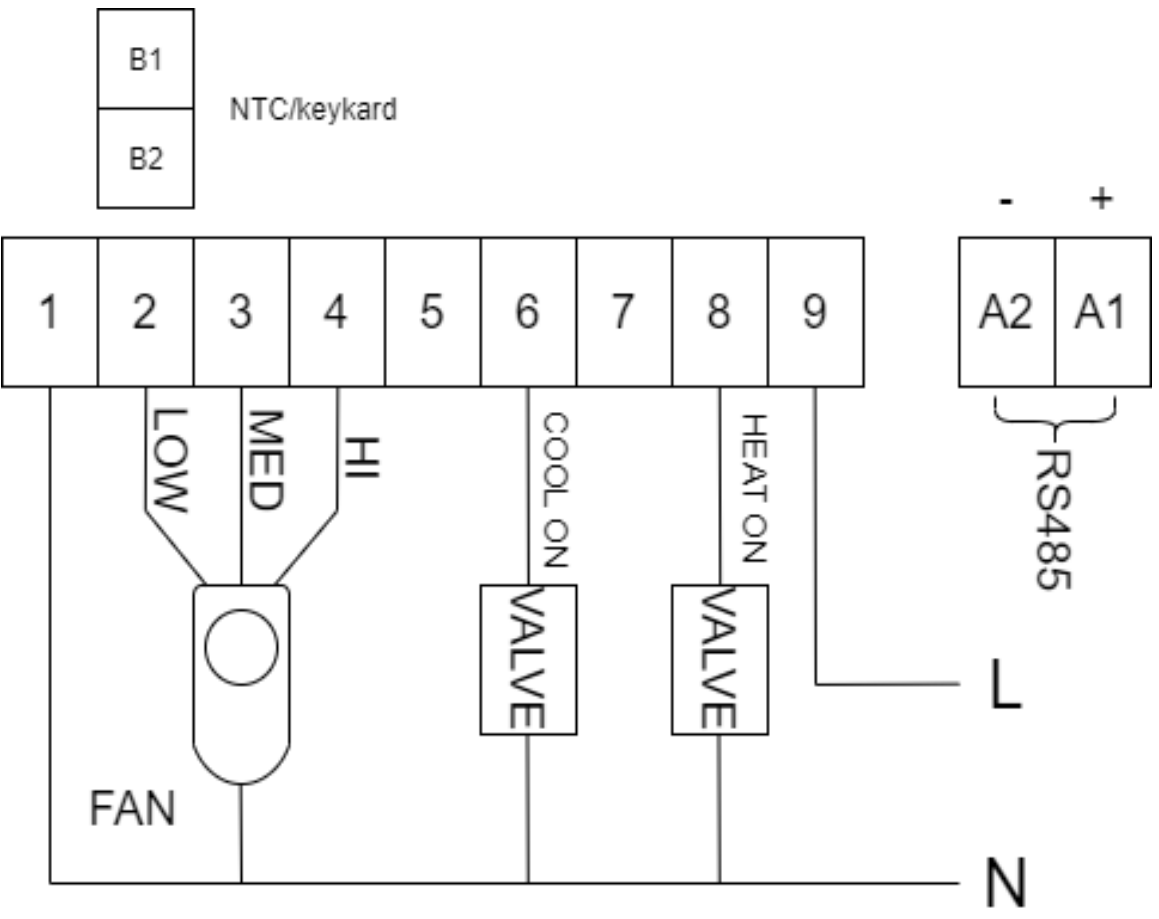 B1
NTC/keykard
B2
- +
1 2 3 4 5 6 7 8 9 A2 A1
LOW
MED
HI
COOL ON
HEAT ON
RS485
VALVE
VALVE
L
FAN
N